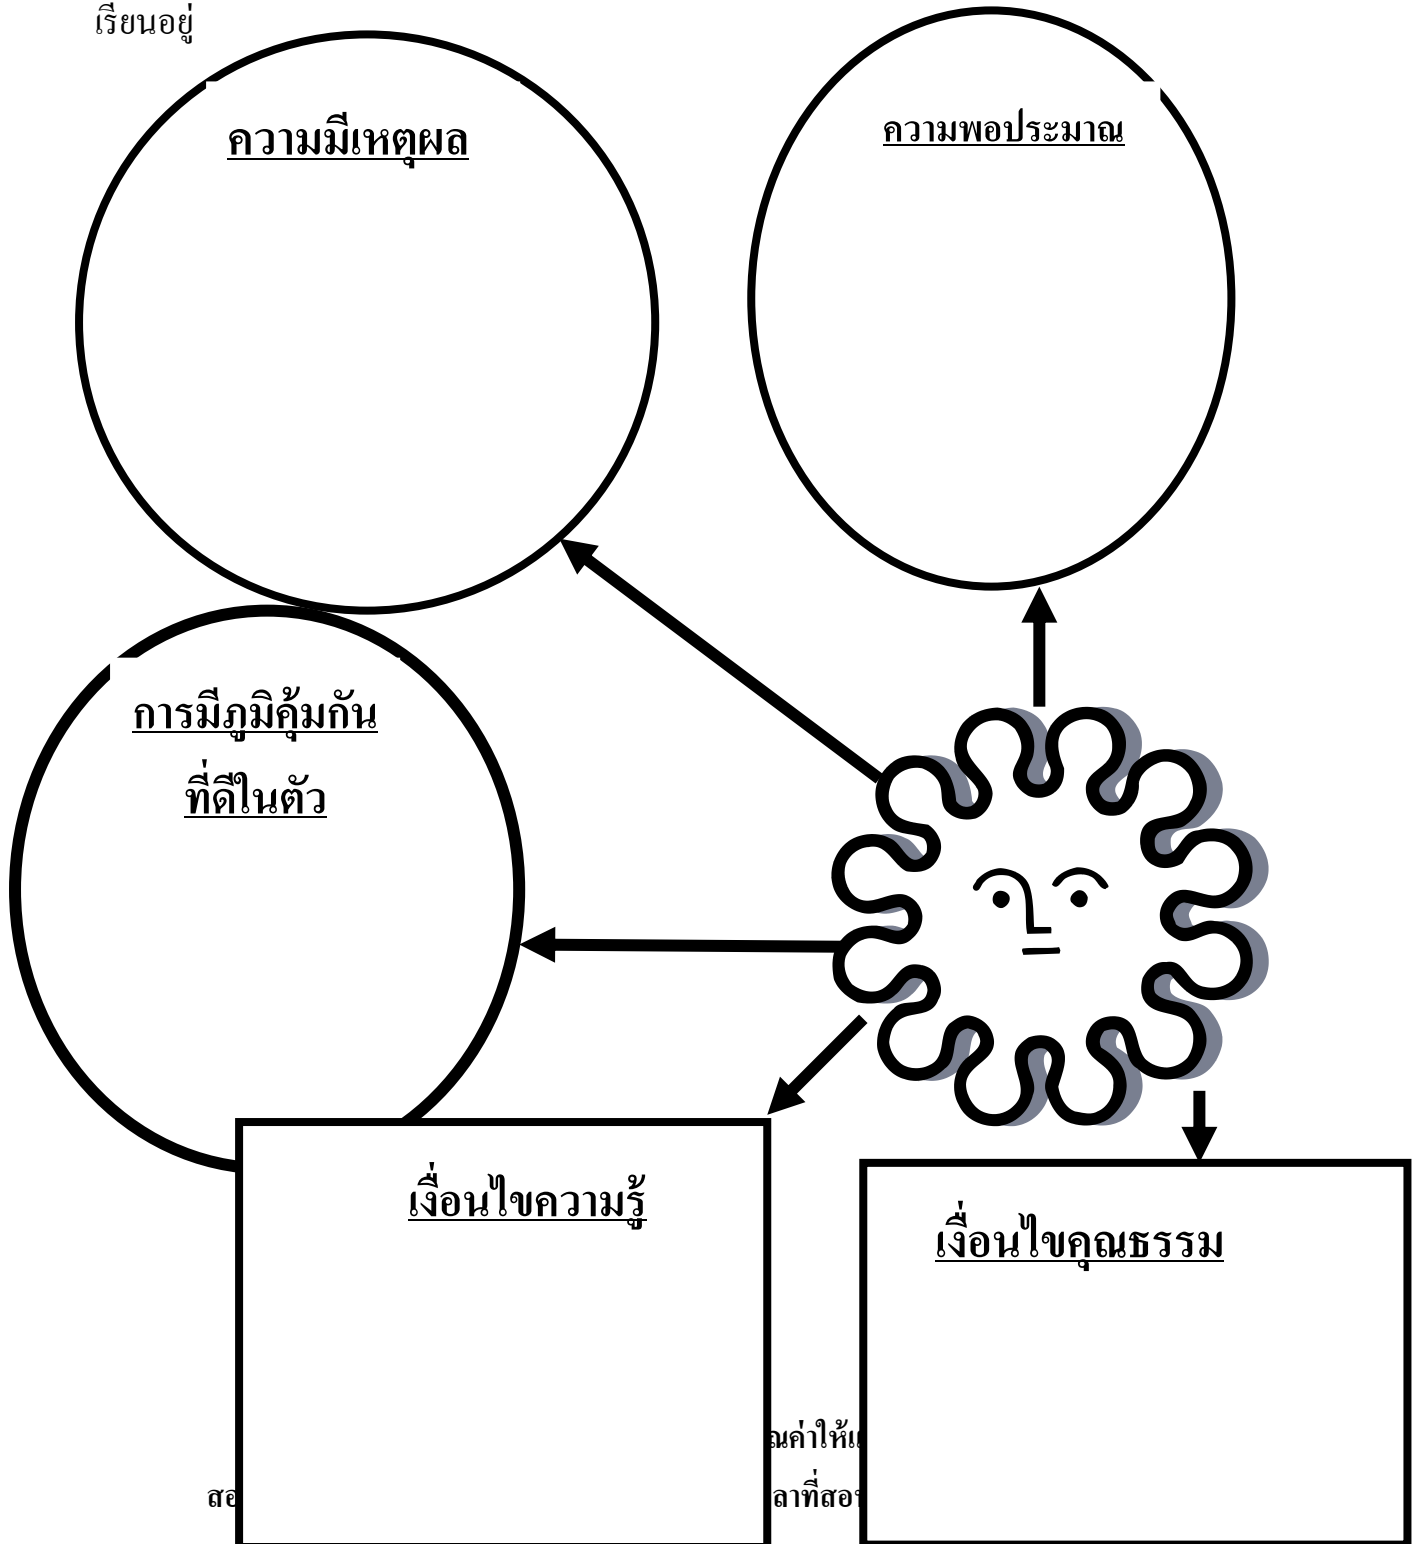 เรียนอยู่
ความมีเหตุผล
ความพอประมาณ
การมีภูมิคุ้มกัน
ที่ดีในตัว
เงื่อนไขความรู้
เงื่อนไขคุณธรรม